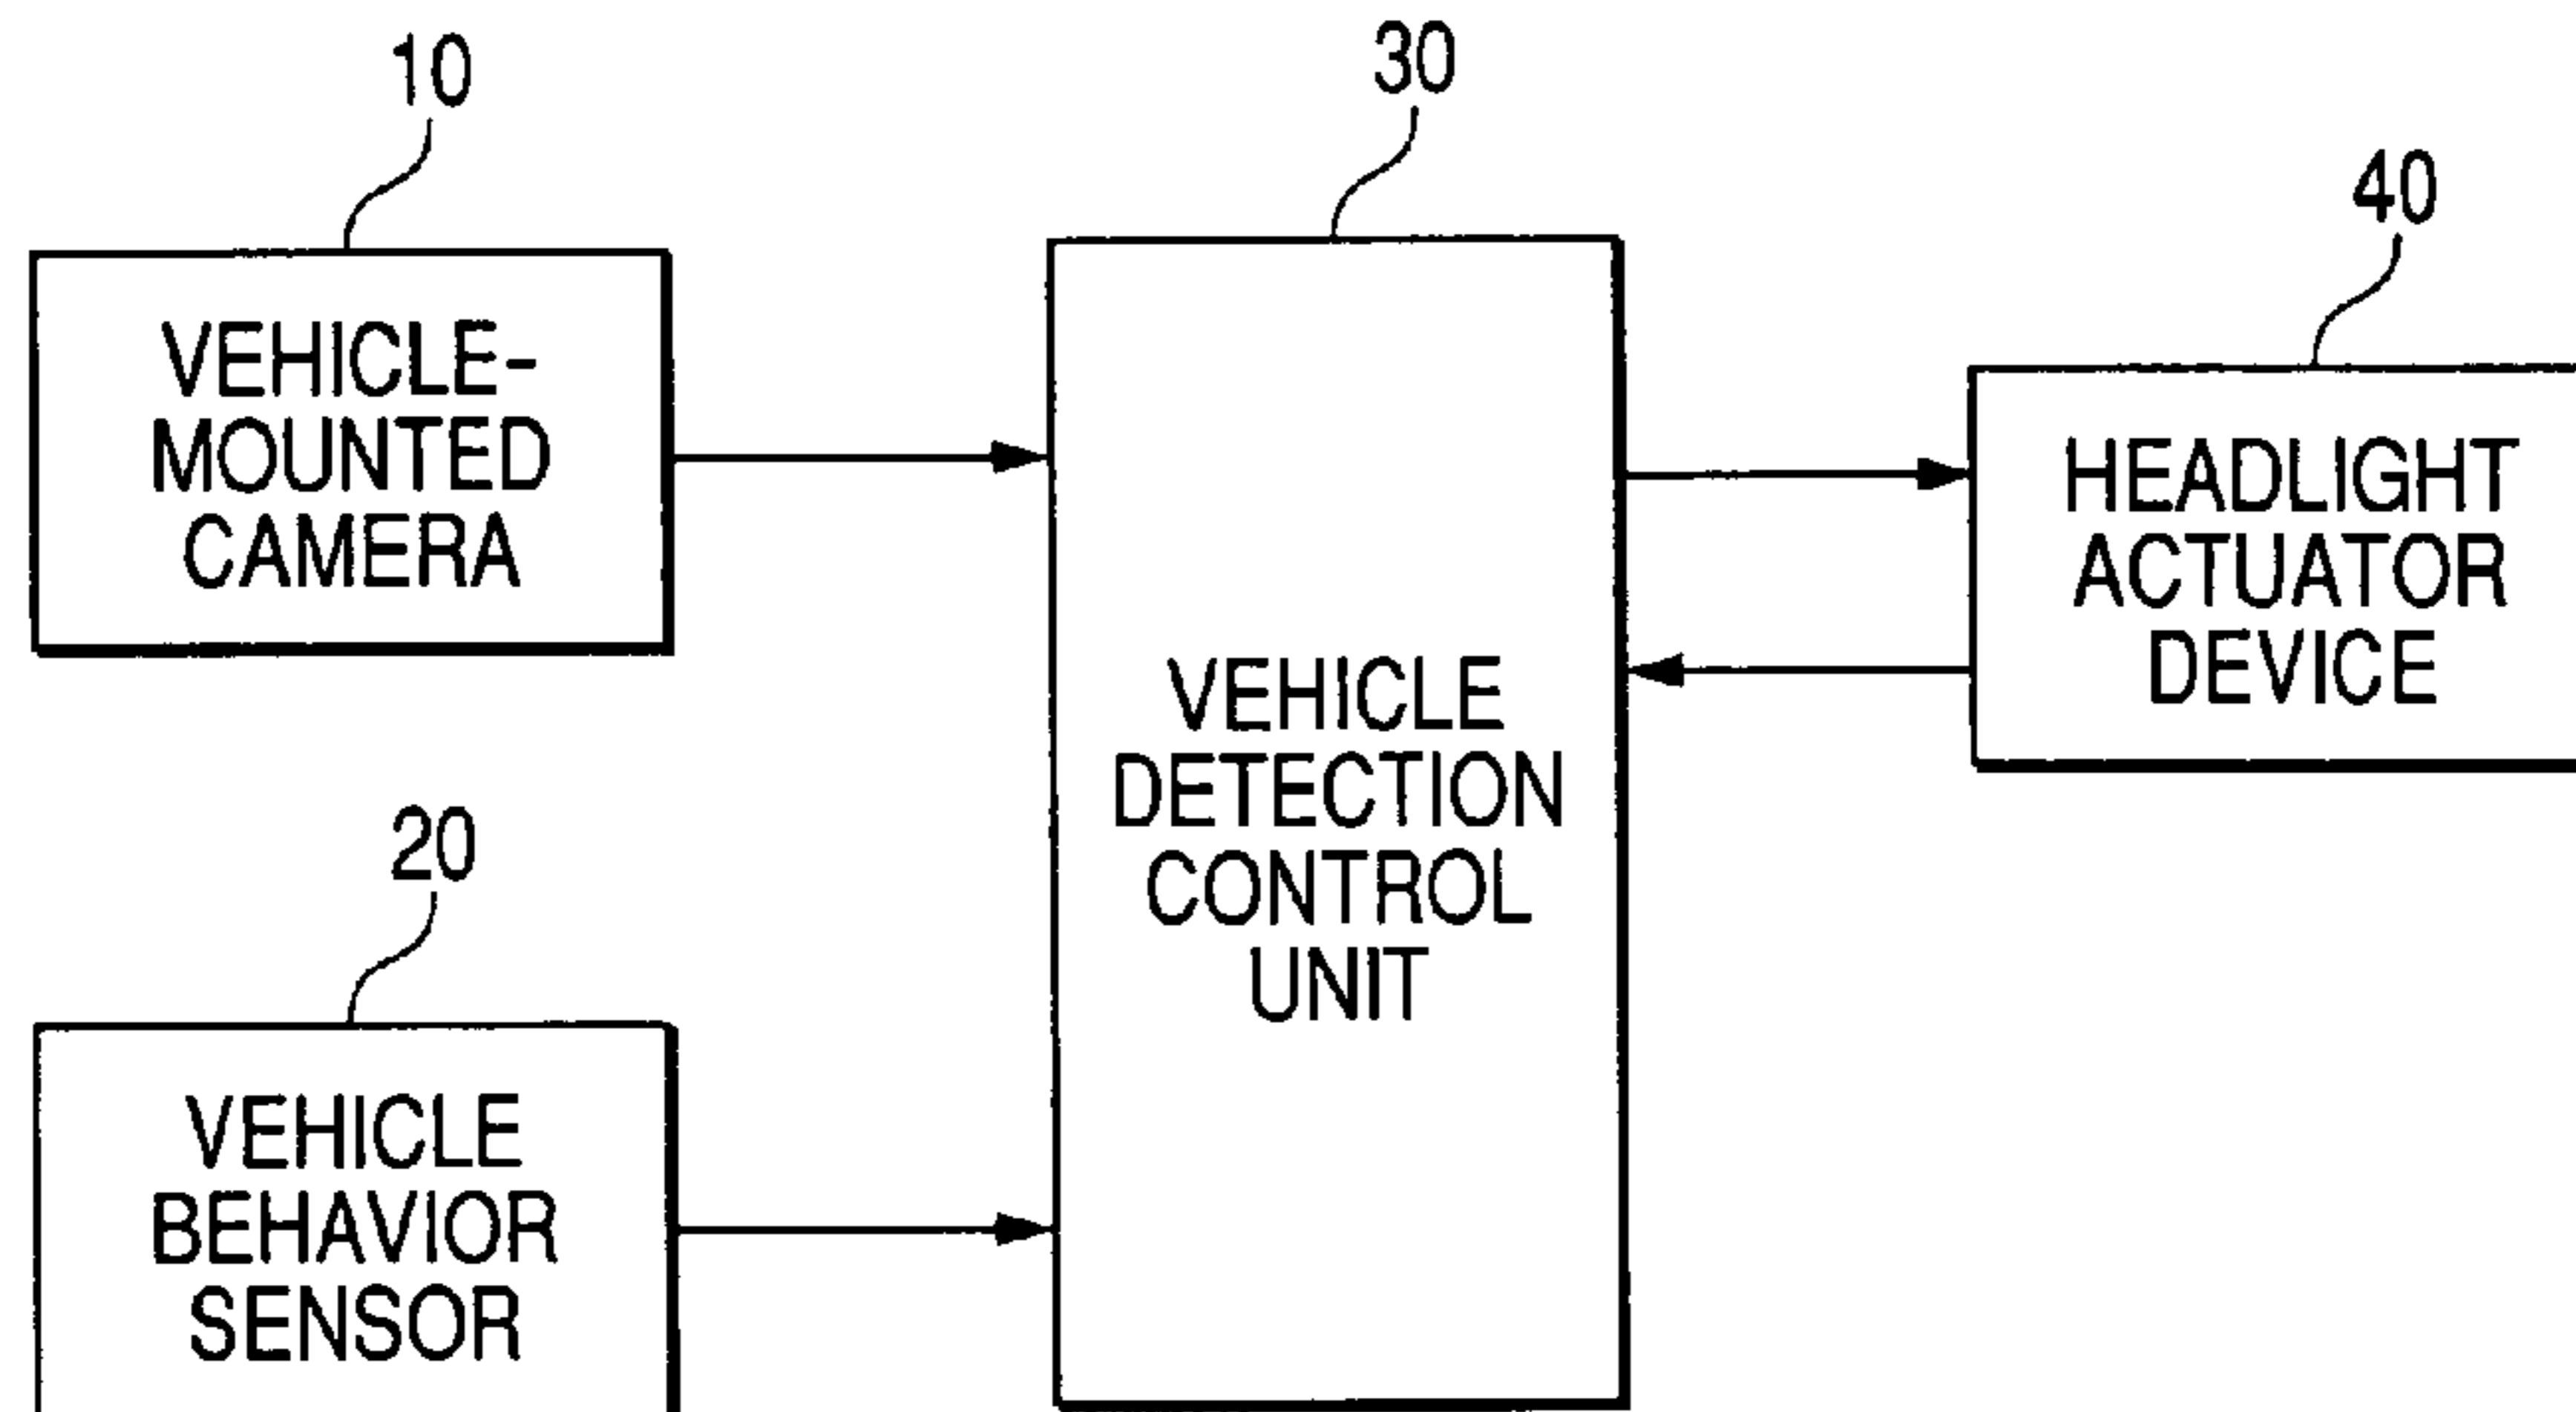 10
VEHICLE-
MOUNTED
CAMERA
20
VEHICLE
BEHAVIOR
SENSOR
30
VEHICLE
DETECTION
CONTROL
UNIT
40
HEADLIGHT
ACTUATOR
DEVICE